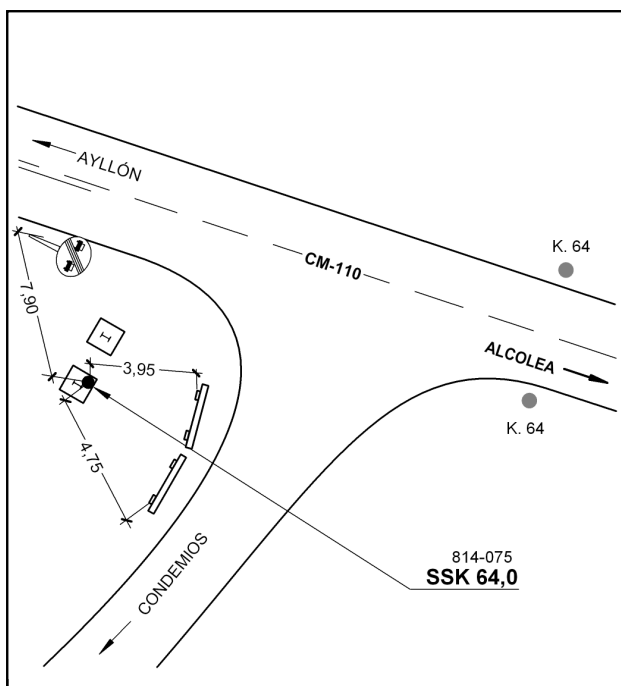 AYLLÓN
K. 64
CM-110
7,90
3,95
ALCOLEA
K. 64
4,75
814-075
SSK 64,0
CONDEMIOS